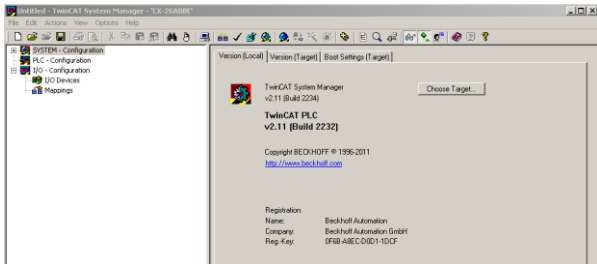 Untitled - TwinCAT System Manager - 'CX-26ABBE'
File Edit Actions View Options Help
SYSTEM - Configuration
PLC - Configuration
I/O - Configuration
I/O Devices
Mappings
Version (Local) Version (Target) Boot Settings (Target)
TwinCAT System Manager
v2.11 (Build 2234)
Choose Target...
TwinCAT PLC
v2.11 (Build 2232)
Copyright BECKHOFF © 1996-2011
http://www.beckhoff.com
Registration:
Name: Beckhoff Automation
Company: Beckhoff Automation GmbH
Reg.-Key: 0F6B-A8EC-D0D1-1DCF